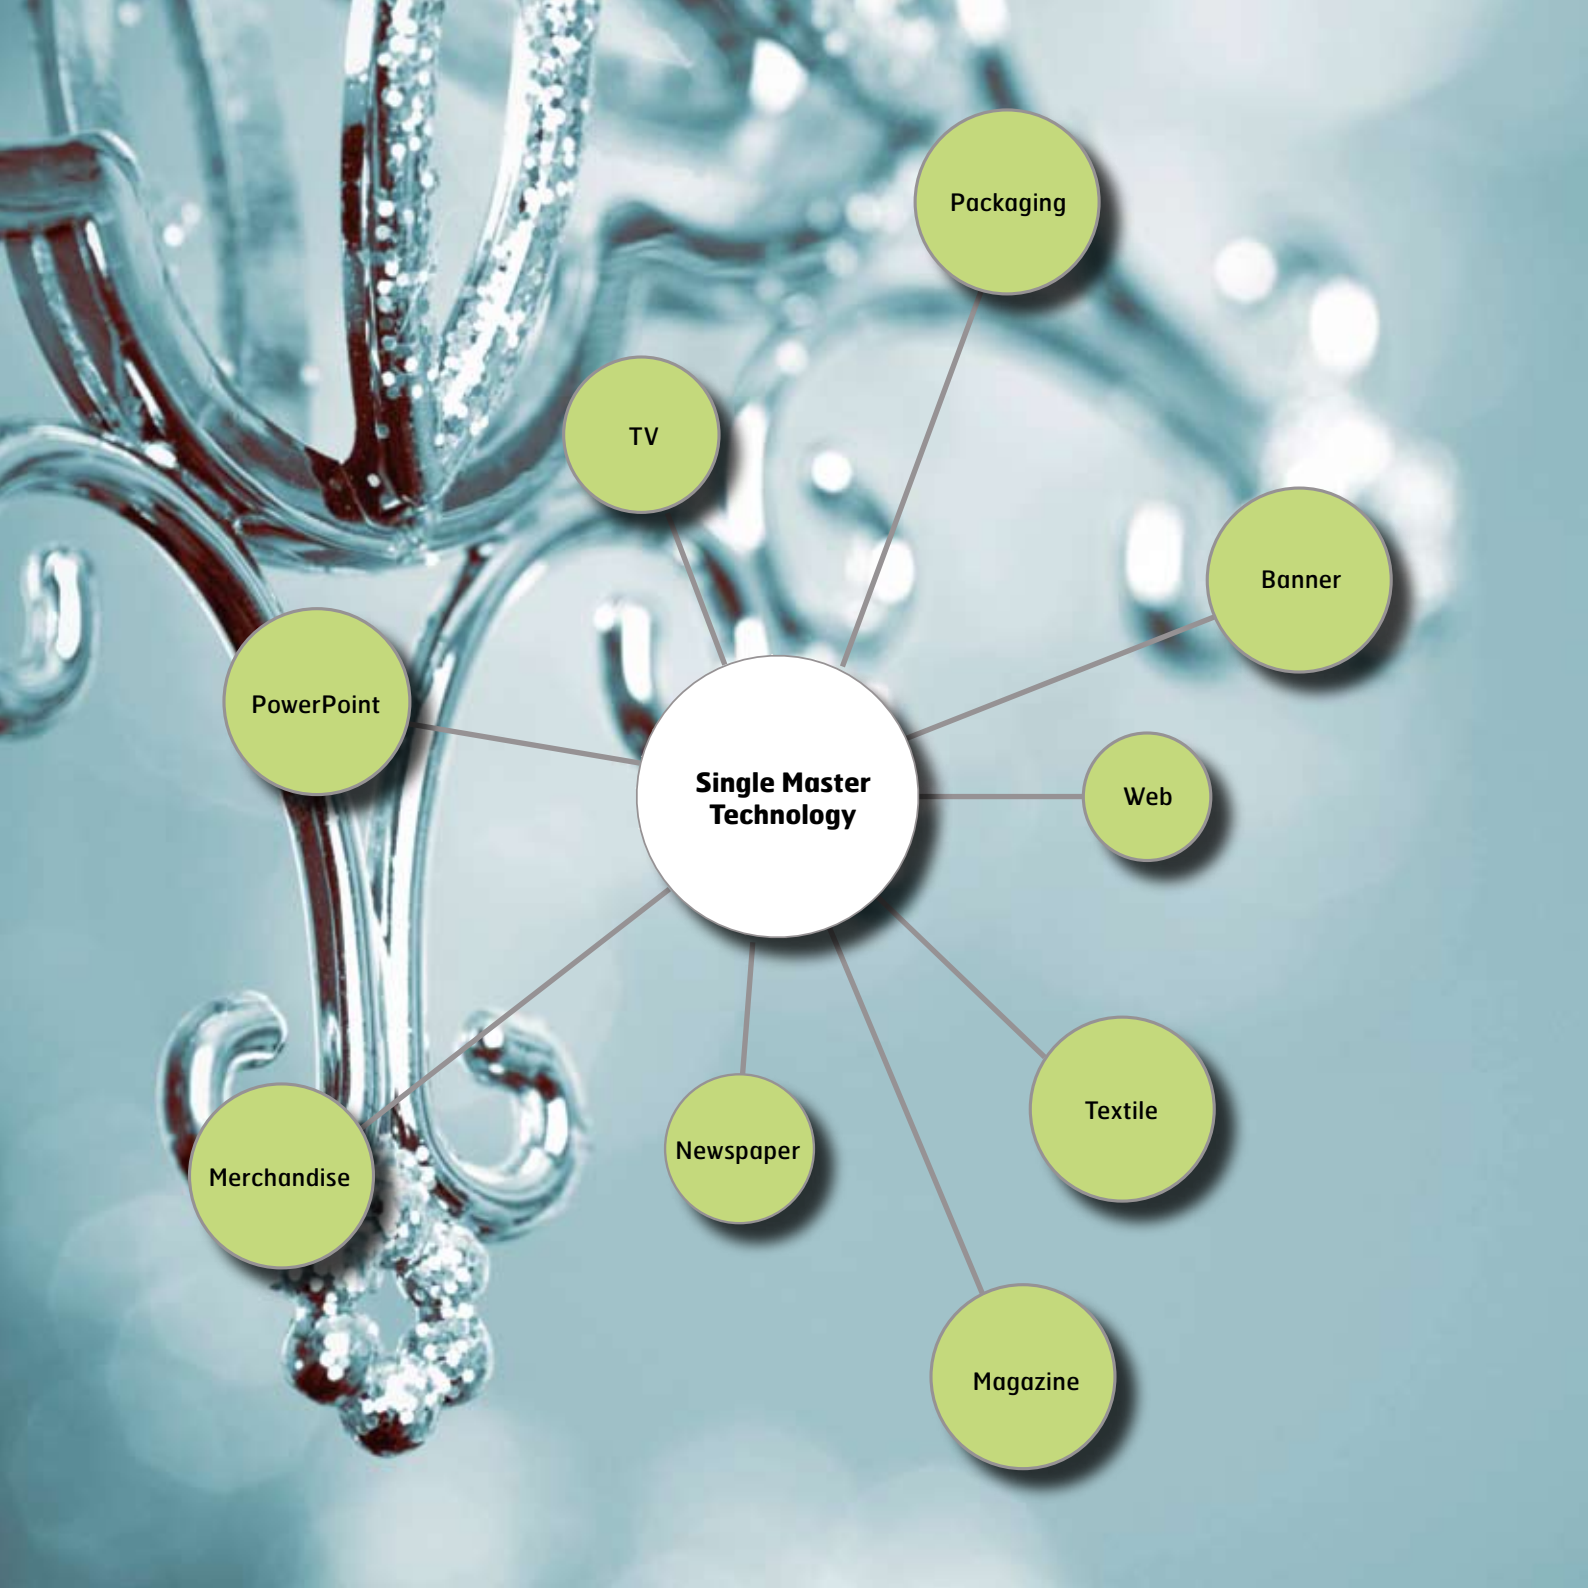 Packaging
TV
Banner
PowerPoint
Single Master
Technology
Web
Textile
Newspaper
Merchandise
Magazine